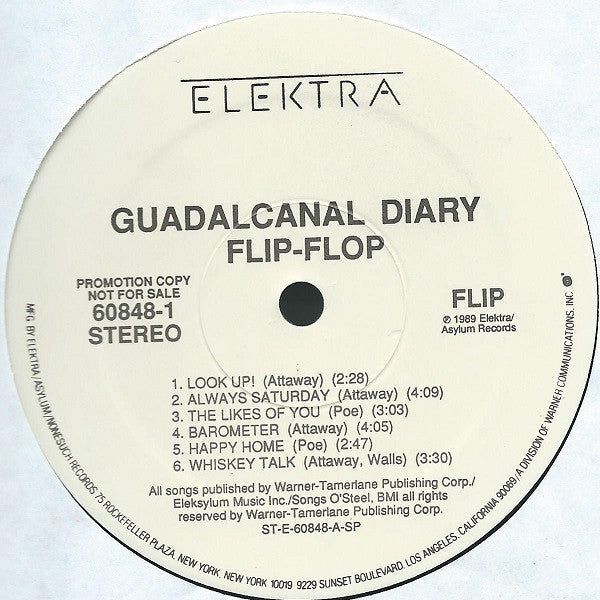 ELEKTRA
GUADALCANAL DIARY
FLIP-FLOP
PROMOTION COPY
NOT FOR SALE
60848-1
STEREO
FLIP
℗ 1989 Elektra/
Asylum Records
1. LOOK UP! (Attaway) (2:28)
2. ALWAYS SATURDAY (Attaway) (4:09)
3. THE LIKES OF YOU (Poe) (3:03)
4. BAROMETER (Attaway) (4:05)
5. HAPPY HOME (Poe) (2:47)
6. WHISKEY TALK (Attaway, Walls) (3:30)
All songs published by Warner-Tamerlane Publishing Corp./
Eleksylum Music Inc./Songs O'Steel, BMI all rights
reserved by Warner-Tamerlane Publishing Corp.
ST-E-60848-A-SP
MFG. BY ELEKTRA/ASYLUM/NONESUCH RECORDS 75 ROCKEFELLER PLAZA, NEW YORK, NEW YORK 10019 9229 SUNSET BOULEVARD, LOS ANGELES, CALIFORNIA 90069/A DIVISION OF WARNER COMMUNICATIONS, INC.